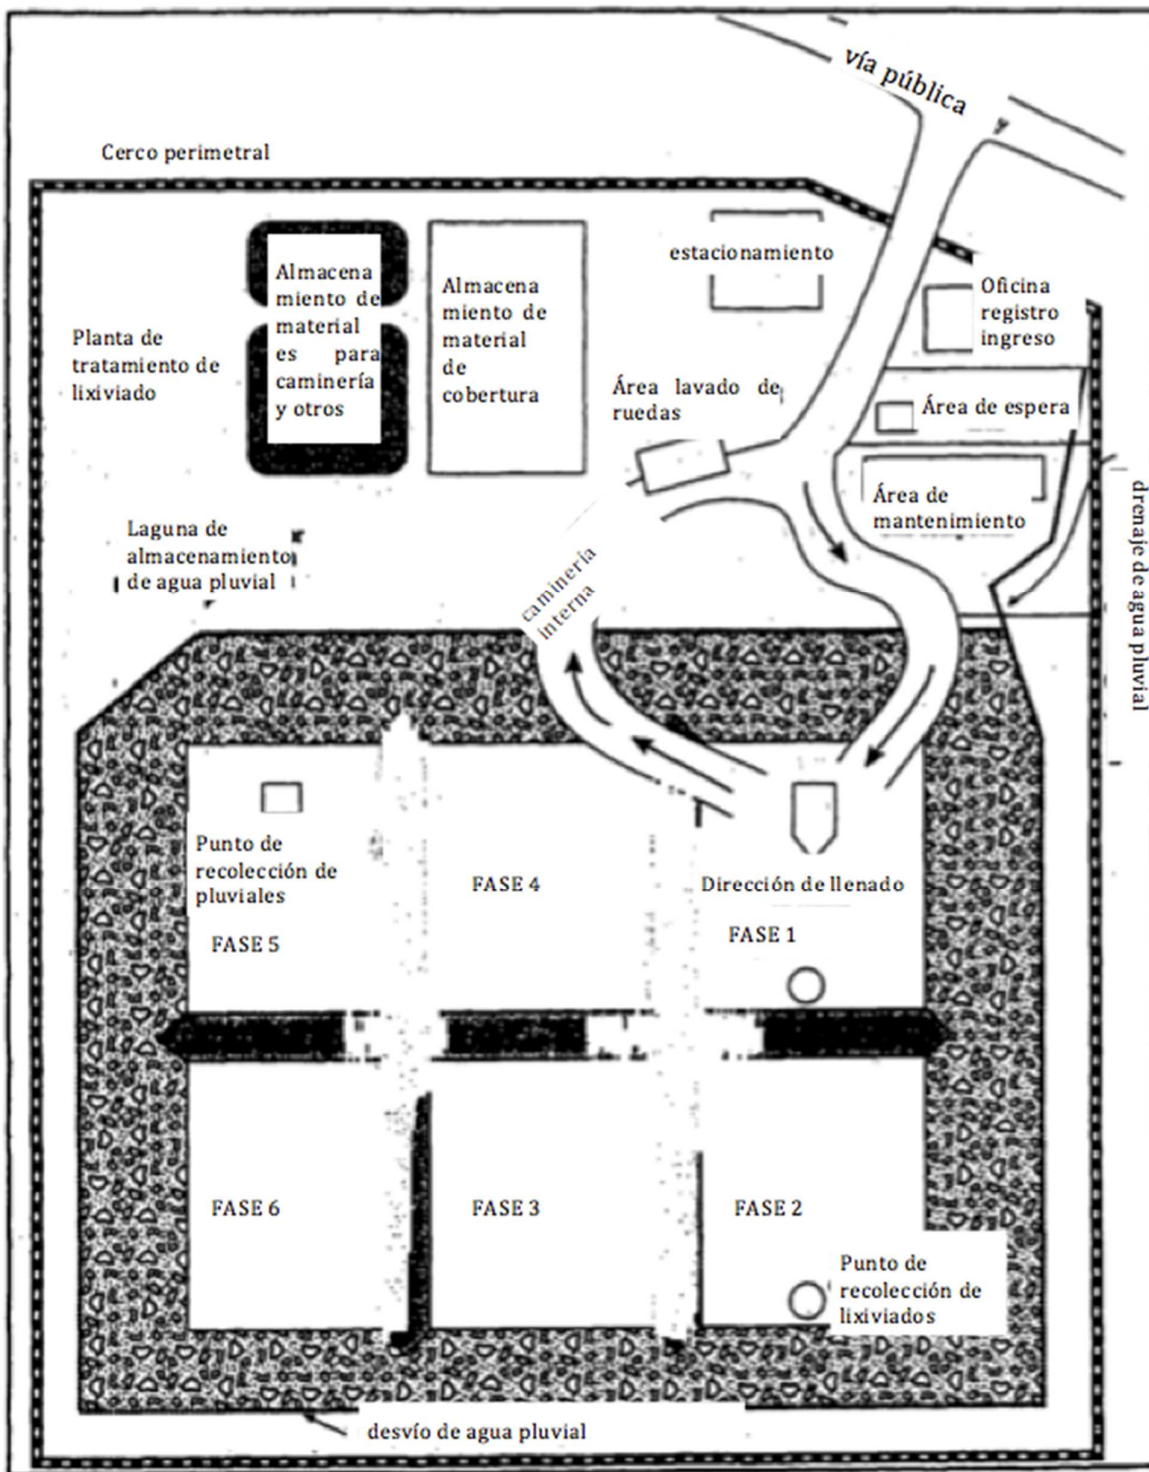 vía pública
Cerco perimetral
estacionamiento
Almacena
miento de
material
es para
caminería
y otros
Almacena
miento de
material
de
cobertura
Oficina
registro
ingreso
Planta de
tratamiento de
lixiviado
Área lavado de
ruedas
Área de espera
Área de
mantenimiento
drenaje de agua pluvial
Laguna de
almacenamiento
de agua pluvial
caminería
interna
Punto de
recolección de
pluviales
FASE 5
FASE 4
Dirección de llenado
FASE 1
FASE 6
FASE 3
FASE 2
Punto de
recolección de
lixiviados
desvío de agua pluvial